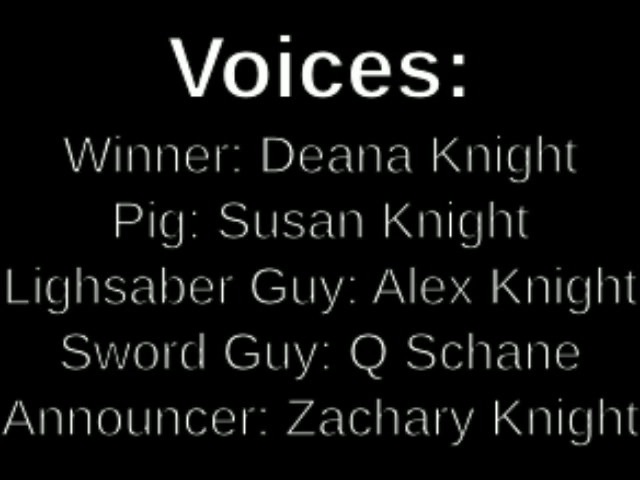 Voices:
Winner: Deana Knight
Pig: Susan Knight
Lighsaber Guy: Alex Knight
Sword Guy: Q Schane
Announcer: Zachary Knight